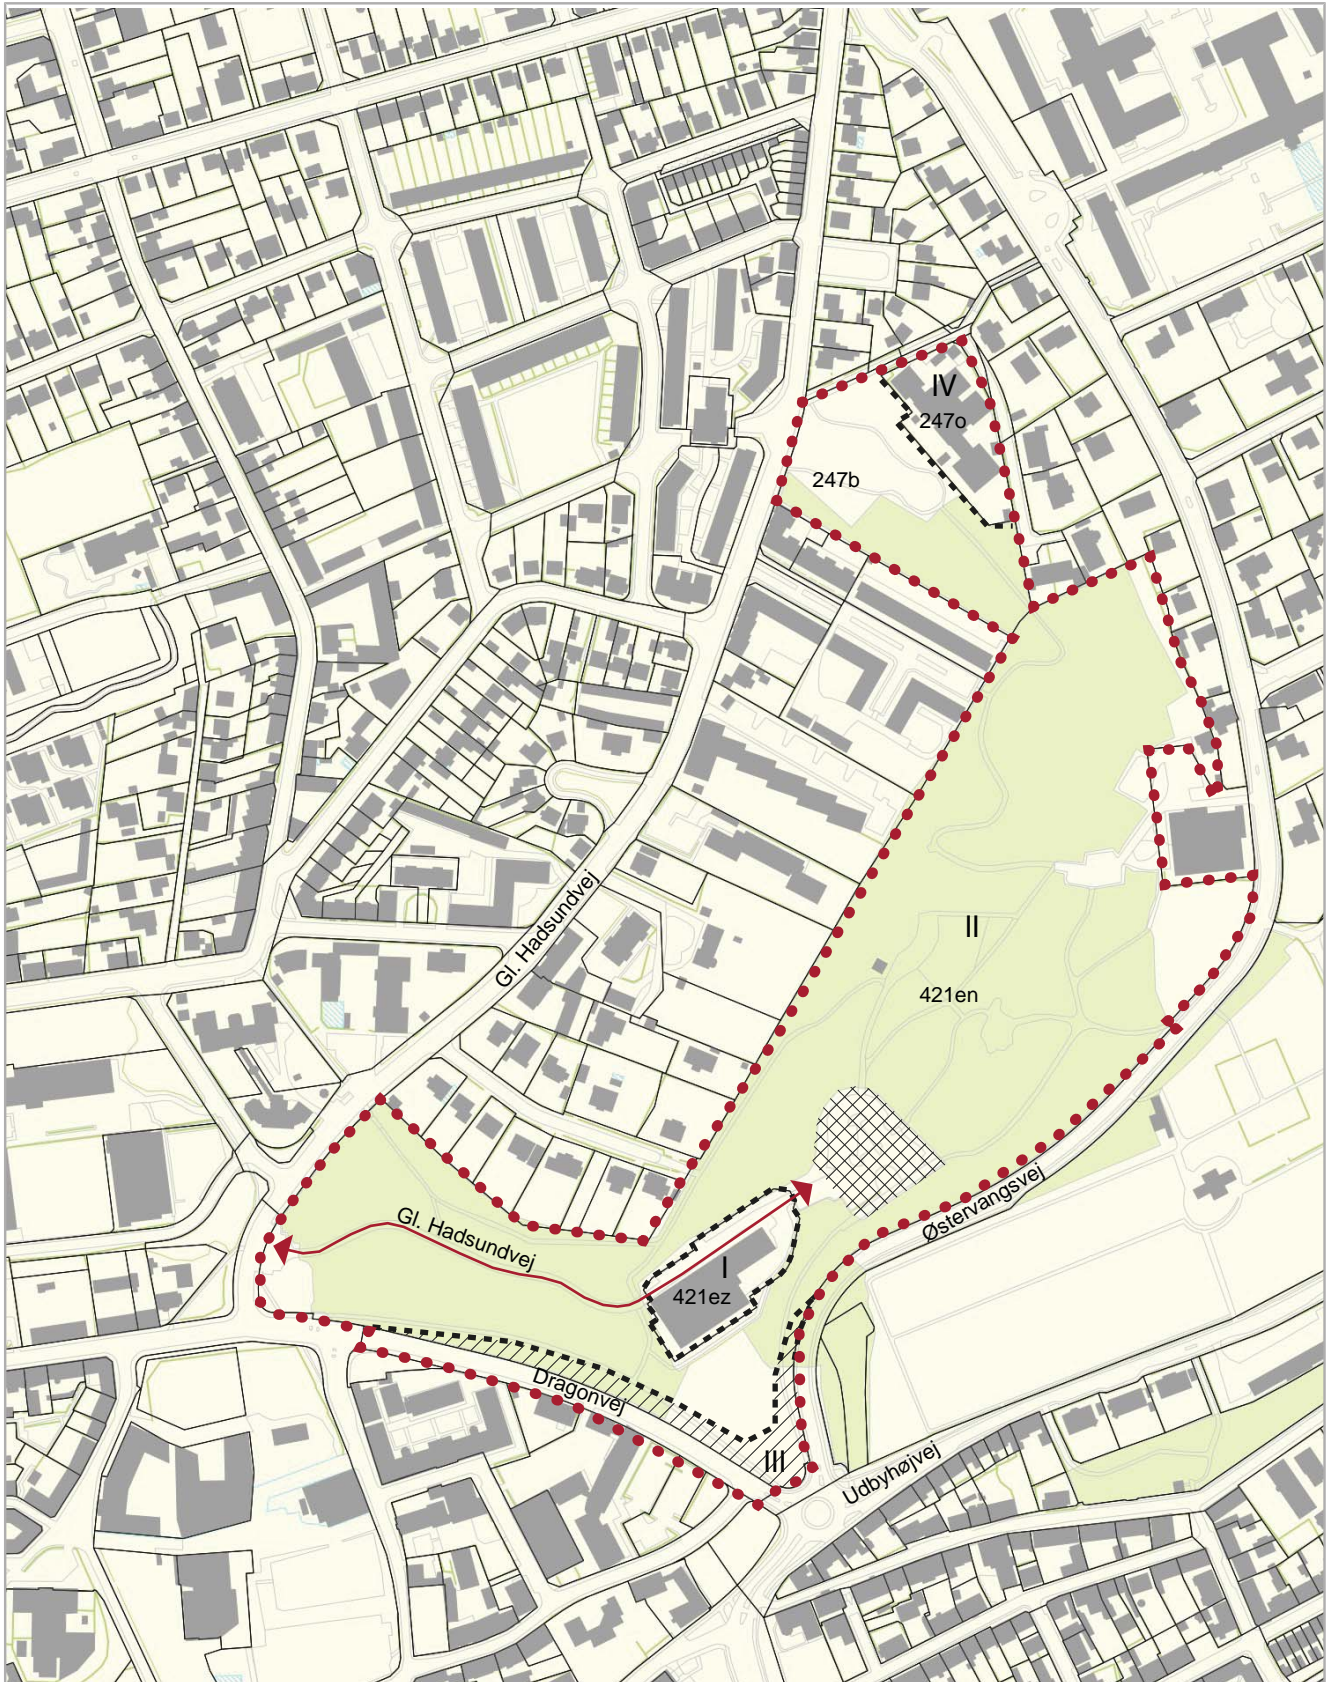 IV
247o
247b
II
421en
Gl. Hadsundvej
Østervangsvej
Gl. Hadsundvej
I
421ez
Dragonvej
III
Udbyhøjvej